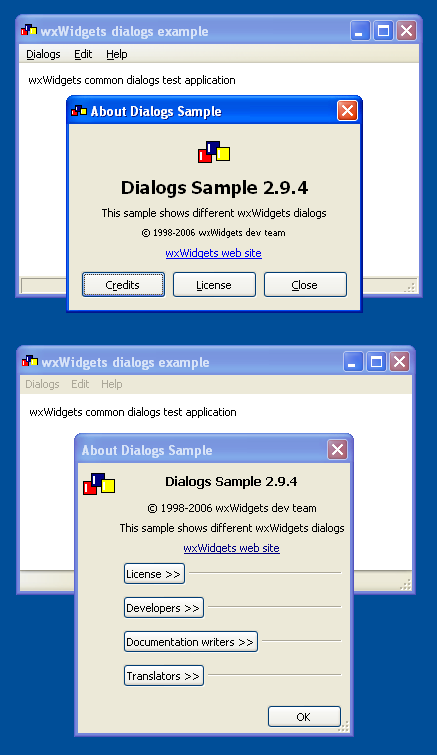 wxWidgets dialogs example
Dialogs Edit Help
wxWidgets common dialogs test application
About Dialogs Sample
Dialogs Sample 2.9.4
This sample shows different wxWidgets dialogs
© 1998-2006 wxWidgets dev team
wxWidgets web site
Credits License Close
wxWidgets dialogs example
Dialogs Edit Help
wxWidgets common dialogs test application
About Dialogs Sample
Dialogs Sample 2.9.4
© 1998-2006 wxWidgets dev team
This sample shows different wxWidgets dialogs
wxWidgets web site
License >>
Developers >>
Documentation writers >>
Translators >>
OK